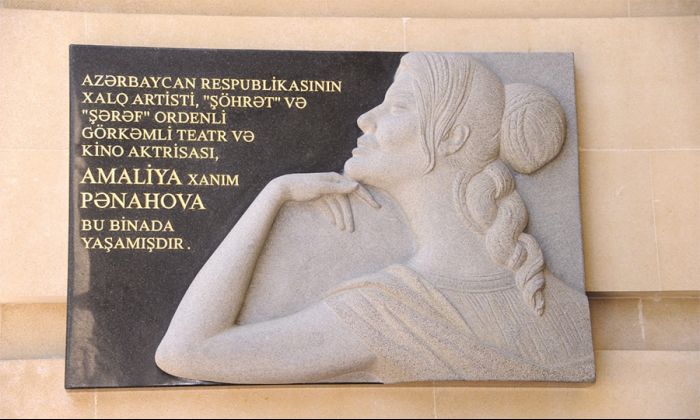 AZƏRBAYCAN RESPUBLİKASININ
XALQ ARTİSTİ, "ŞÖHRƏT" VƏ
"ŞƏRƏF" ORDENLİ
GÖRKƏMLİ TEATR VƏ
KİNO AKTRİSASI,
AMALİYA XANIM
PƏNAHOVA
BU BİNADA
YAŞAMIŞDIR.